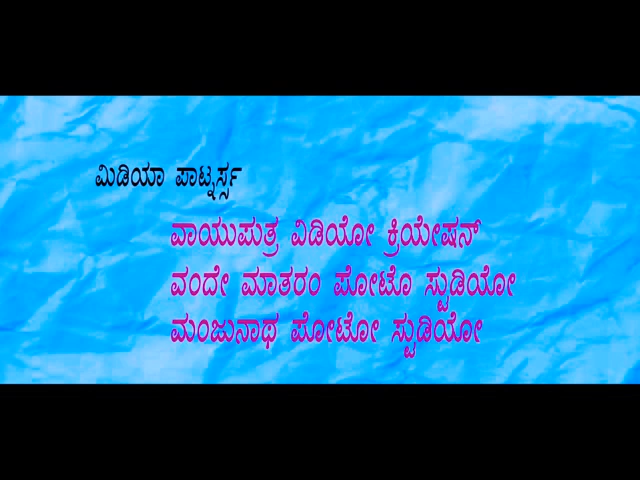 ಮಿಡಿಯಾ ಪಾಟ್ನರ್ಸ್ಸ
ವಾಯುಪುತ್ರ ವಿಡಿಯೋ ಕ್ರಿಯೇಷನ್
ವಂದೇ ಮಾತರಂ ಪೋಟೊ ಸ್ಟುಡಿಯೋ
ಮಂಜುನಾಥ ಪೋಟೋ ಸ್ಟುಡಿಯೋ